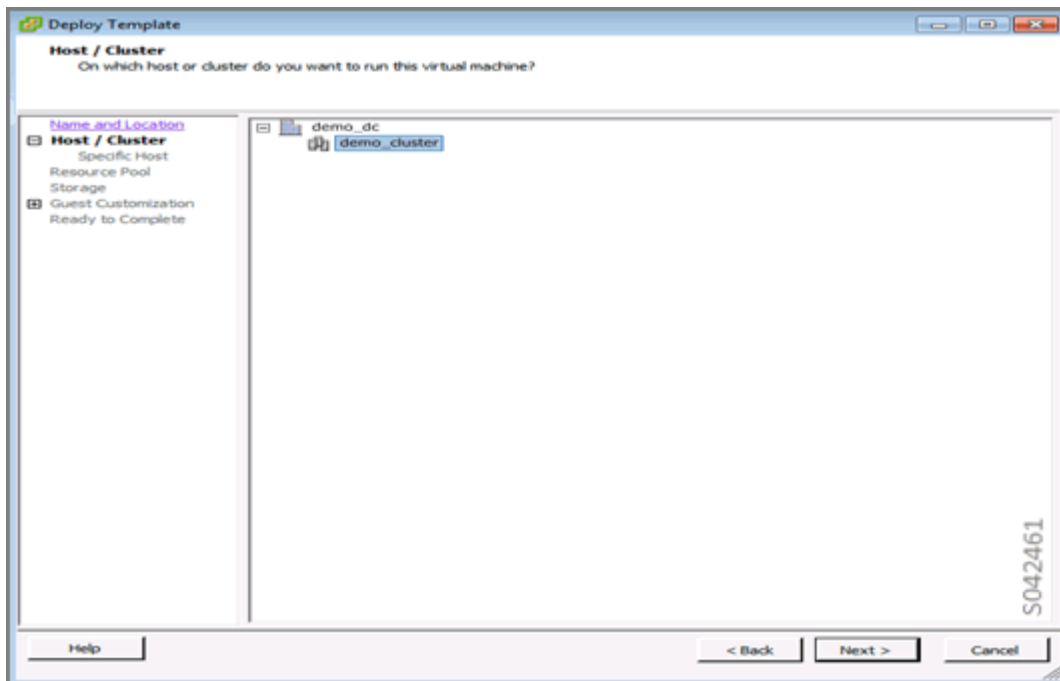 Deploy Template
Host / Cluster
On which host or cluster do you want to run this virtual machine?
Name and Location
Host / Cluster
Specific Host
Resource Pool
Storage
Guest Customization
Ready to Complete
demo_dc
demo_cluster
S042461
Help
< Back
Next >
Cancel